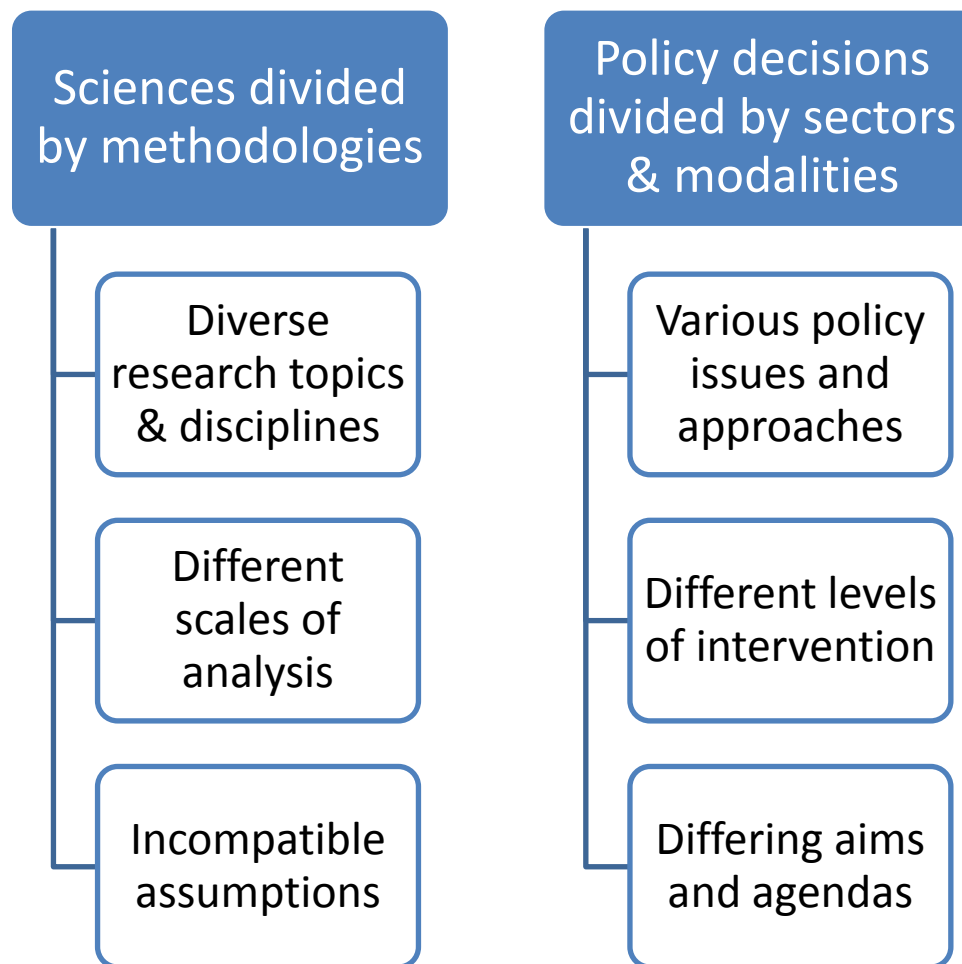 Sciences divided
by methodologies
Diverse
research topics
& disciplines
Different
scales of
analysis
Incompatible
assumptions
Policy decisions
divided by sectors
& modalities
Various policy
issues and
approaches
Different levels
of intervention
Differing aims
and agendas